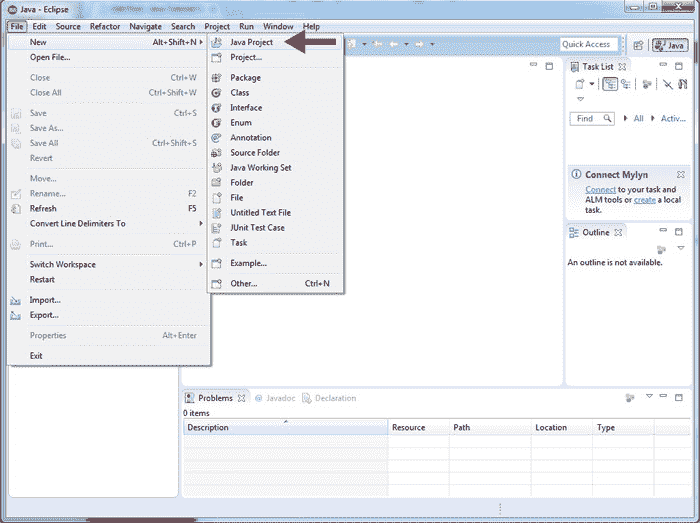 Java - Eclipse
File Edit Source Refactor Navigate Search Project Run Window Help
New Alt+Shift+N
Open File...
Close Ctrl+W
Close All Ctrl+Shift+W
Save Ctrl+S
Save As...
Save All Ctrl+Shift+S
Revert
Move...
Rename... F2
Refresh F5
Convert Line Delimiters To
Print... Ctrl+P
Switch Workspace
Restart
Import...
Export...
Properties Alt+Enter
Exit
Java Project
Project...
Package
Class
Interface
Enum
Annotation
Source Folder
Java Working Set
Folder
File
Untitled Text File
JUnit Test Case
Task
Example...
Other... Ctrl+N
Quick Access
Java
Task List
Find All Activ...
Connect Mylyn
Connect to your task and
ALM tools or create a local
task.
Outline
An outline is not available.
Problems @ Javadoc Declaration
0 items
Description Resource Path Location Type